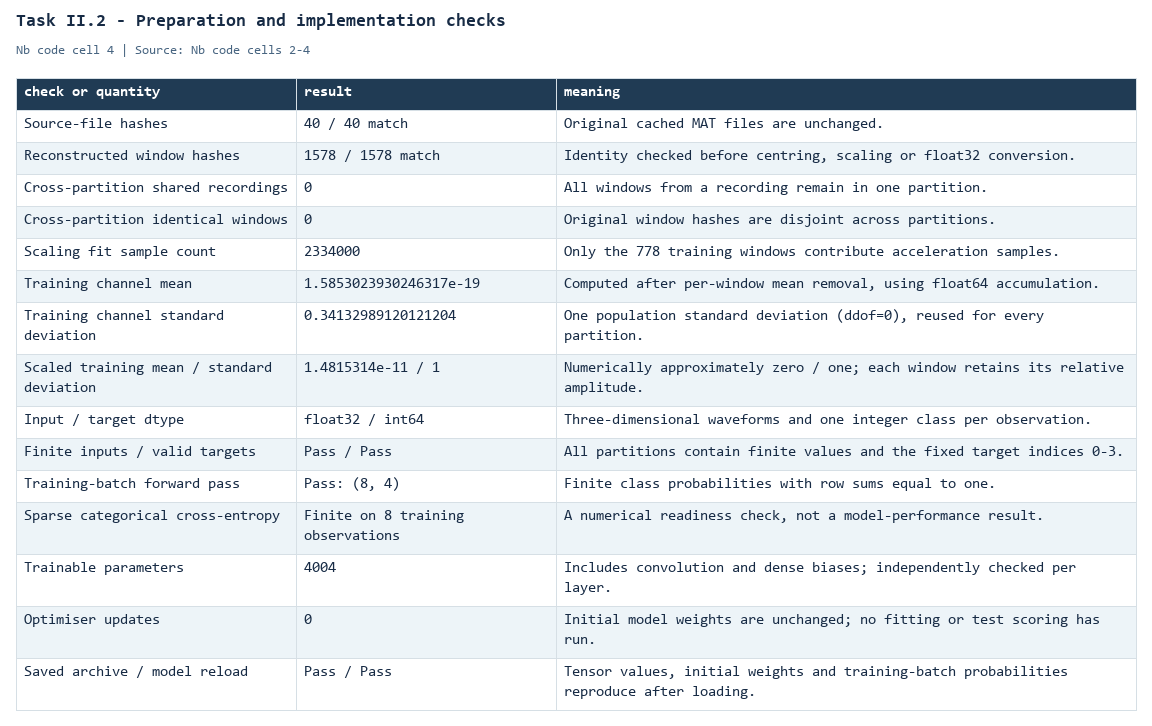 Task II.2 - Preparation and implementation checks
Nb code cell 4 | Source: Nb code cells 2-4
check or quantity result meaning
Source-file hashes 40 / 40 match Original cached MAT files are unchanged.
Reconstructed window hashes 1578 / 1578 match Identity checked before centring, scaling or float32 conversion.
Cross-partition shared recordings 0 All windows from a recording remain in one partition.
Cross-partition identical windows 0 Original window hashes are disjoint across partitions.
Scaling fit sample count 2334000 Only the 778 training windows contribute acceleration samples.
Training channel mean 1.5853023930246317e-19 Computed after per-window mean removal, using float64 accumulation.
Training channel standard 0.34132989120121204 One population standard deviation (ddof=0), reused for every
deviation partition.
Scaled training mean / standard 1.4815314e-11 / 1 Numerically approximately zero / one; each window retains its relative
deviation amplitude.
Input / target dtype float32 / int64 Three-dimensional waveforms and one integer class per observation.
Finite inputs / valid targets Pass / Pass All partitions contain finite values and the fixed target indices 0-3.
Training-batch forward pass Pass: (8, 4) Finite class probabilities with row sums equal to one.
Sparse categorical cross-entropy Finite on 8 training A numerical readiness check, not a model-performance result.
observations
Trainable parameters 4004 Includes convolution and dense biases; independently checked per
layer.
Optimiser updates 0 Initial model weights are unchanged; no fitting or test scoring has
run.
Saved archive / model reload Pass / Pass Tensor values, initial weights and training-batch probabilities
reproduce after loading.